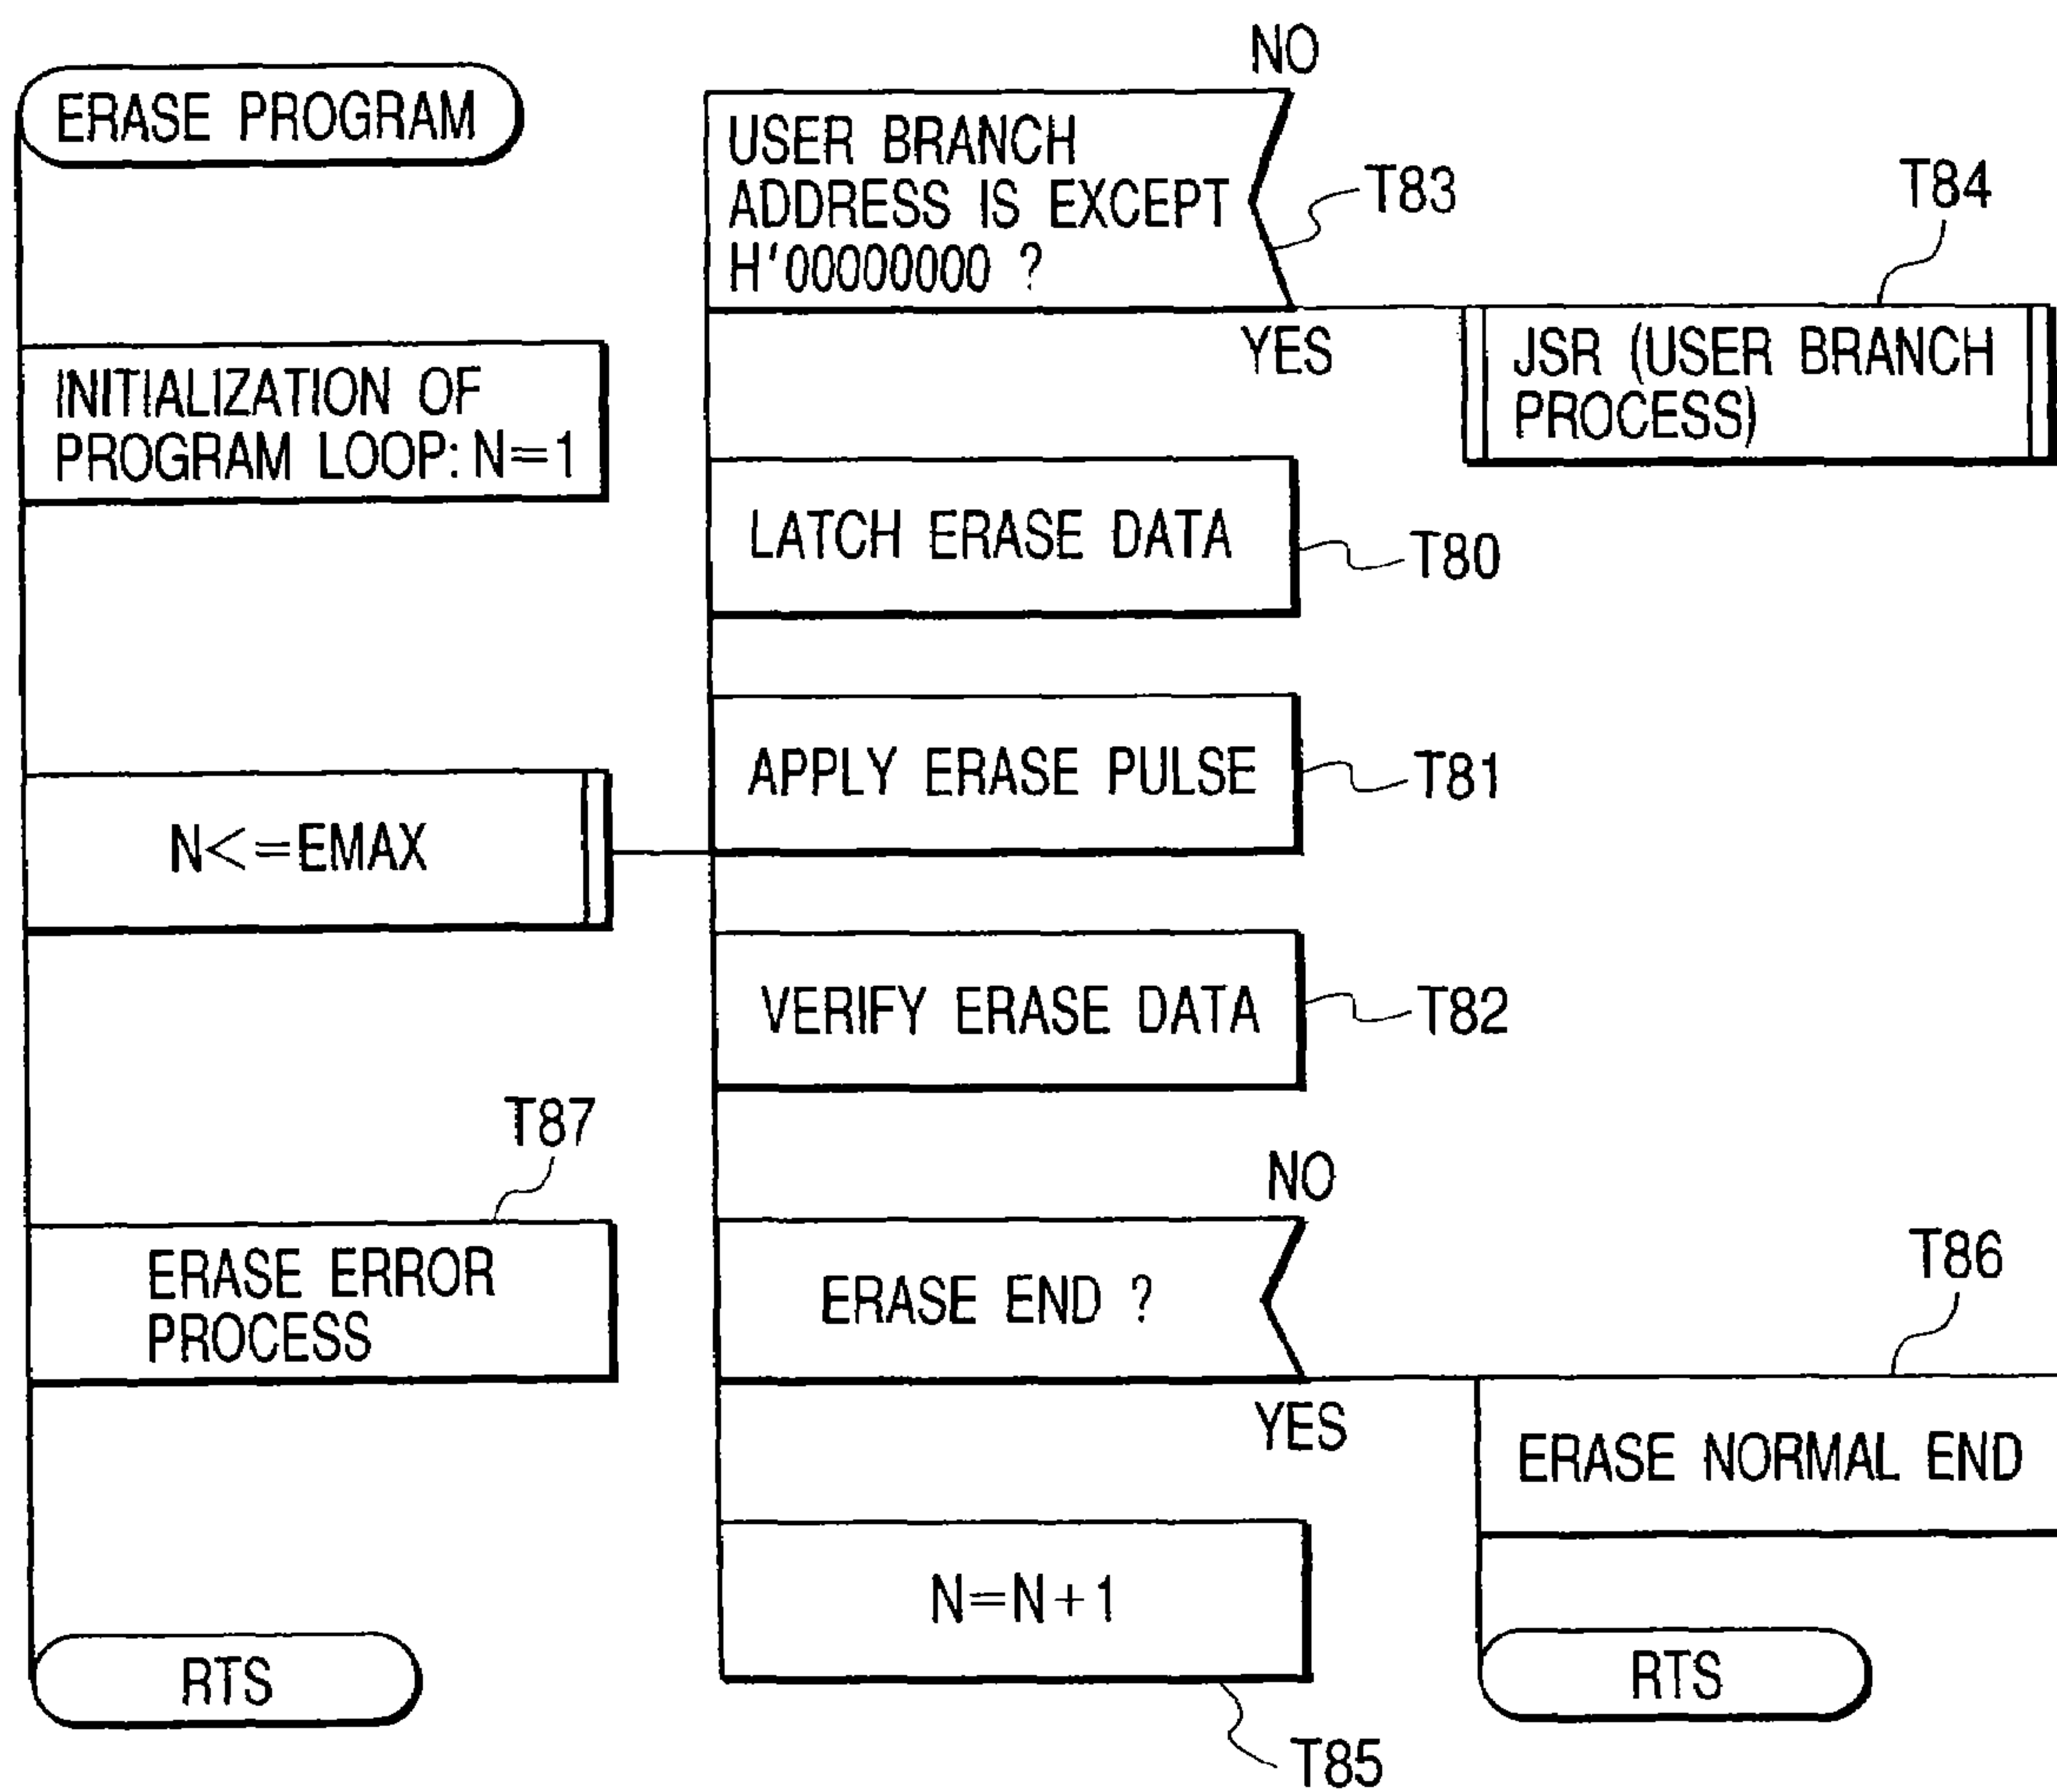 ERASE PROGRAM
INITIALIZATION OF
PROGRAM LOOP: N=1
N<=EMAX
T87
ERASE ERROR
PROCESS
RTS
NO
USER BRANCH
ADDRESS IS EXCEPT
H'00000000 ?
T83
YES
T84
JSR (USER BRANCH
PROCESS)
LATCH ERASE DATA
T80
APPLY ERASE PULSE
T81
VERIFY ERASE DATA
T82
NO
ERASE END ?
YES
T86
ERASE NORMAL END
RTS
N=N+1
T85